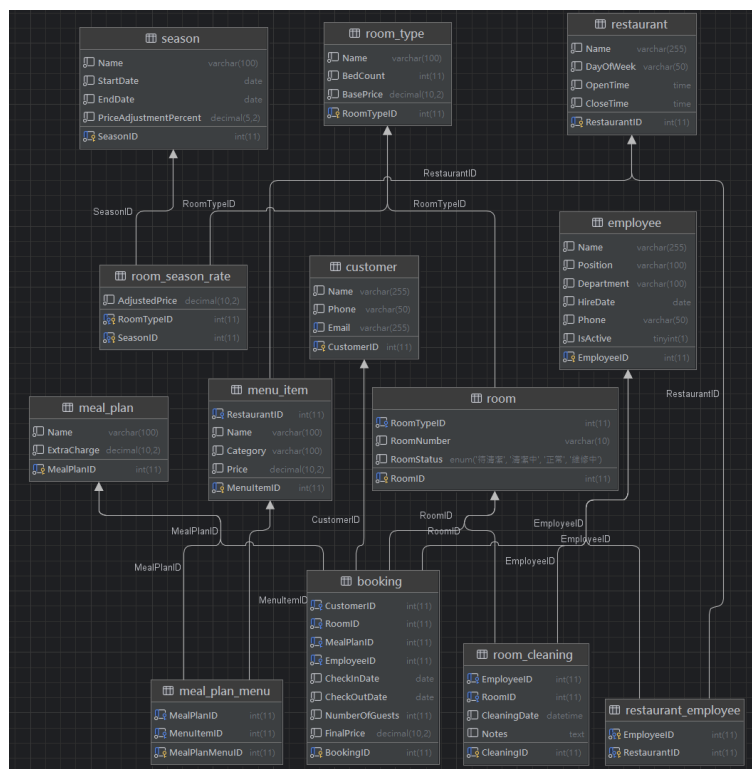 season
Name varchar(100)
StartDate date
EndDate date
PriceAdjustmentPercent decimal(5,2)
SeasonID int(11)
room_type
Name varchar(100)
BedCount int(11)
BasePrice decimal(10,2)
RoomTypeID int(11)
restaurant
Name varchar(255)
DayOfWeek varchar(50)
OpenTime time
CloseTime time
RestaurantID int(11)
RestaurantID
SeasonID
RoomTypeID
RoomTypeID
employee
Name varchar(255)
Position varchar(100)
Department varchar(100)
HireDate date
Phone varchar(50)
IsActive tinyint(1)
EmployeeID int(11)
room_season_rate
AdjustedPrice decimal(10,2)
RoomTypeID int(11)
SeasonID int(11)
customer
Name varchar(255)
Phone varchar(50)
Email varchar(255)
CustomerID int(11)
RestaurantID
meal_plan
Name varchar(100)
ExtraCharge decimal(10,2)
MealPlanID int(11)
menu_item
RestaurantID int(11)
Name varchar(100)
Category varchar(100)
Price decimal(10,2)
MenuItemID int(11)
room
RoomTypeID int(11)
RoomNumber varchar(10)
RoomStatus enum('待清潔', '清潔中', '正常', '維修中')
RoomID int(11)
MealPlanID
CustomerID
RoomID
RoomID
EmployeeID
EmployeeID
EmployeeID
MealPlanID
MenuItemID
booking
CustomerID int(11)
RoomID int(11)
MealPlanID int(11)
EmployeeID int(11)
CheckInDate date
CheckOutDate date
NumberOfGuests int(11)
FinalPrice decimal(10,2)
BookingID int(11)
room_cleaning
EmployeeID int(11)
RoomID int(11)
CleaningDate datetime
Notes text
CleaningID int(11)
meal_plan_menu
MealPlanID int(11)
MenuItemID int(11)
MealPlanMenuID int(11)
restaurant_employee
EmployeeID int(11)
RestaurantID int(11)